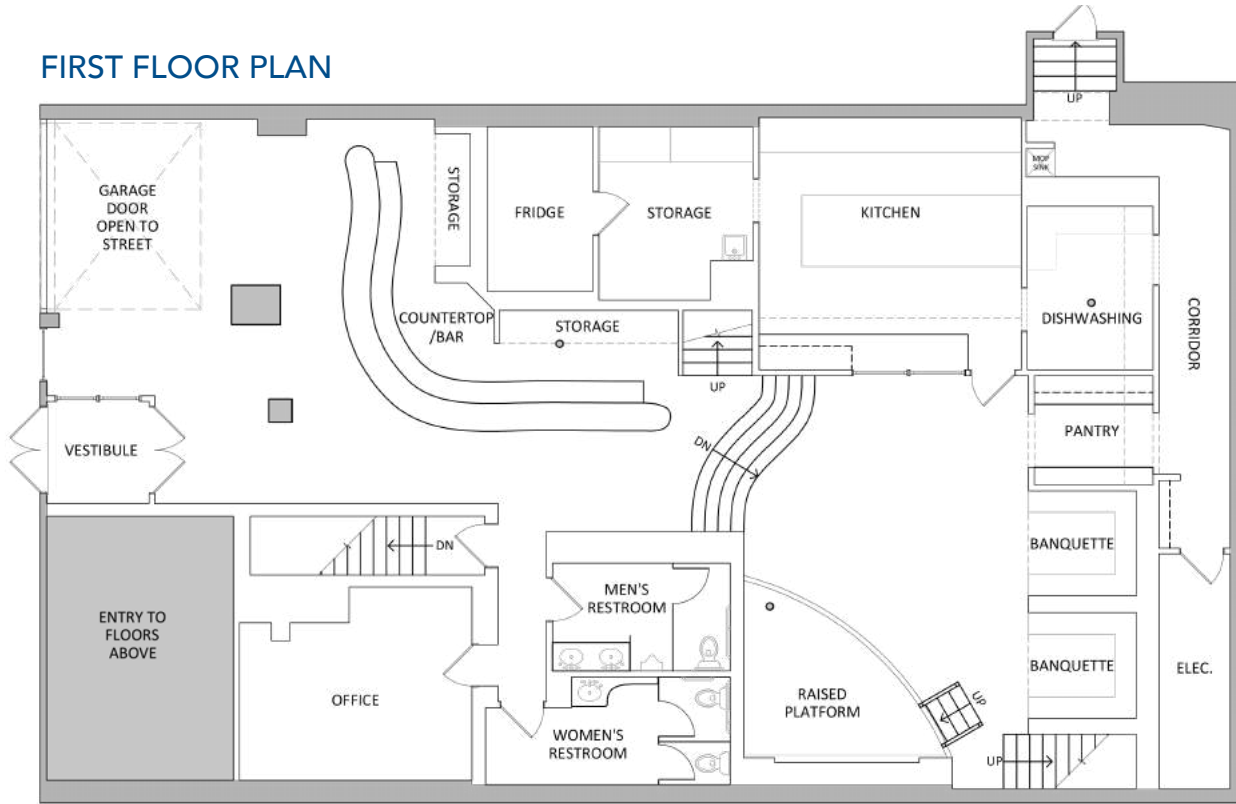 FIRST FLOOR PLAN
UP
GARAGE
DOOR
OPEN TO
STREET
STORAGE
FRIDGE
STORAGE
KITCHEN
MOP
SINK
COUNTERTOP
/BAR
STORAGE
UP
DISHWASHING
CORRIDOR
VESTIBULE
DN
PANTRY
DN
BANQUETTE
MEN'S
RESTROOM
ENTRY TO
FLOORS
ABOVE
BANQUETTE
ELEC.
OFFICE
WOMEN'S
RESTROOM
RAISED
PLATFORM
UP
UP